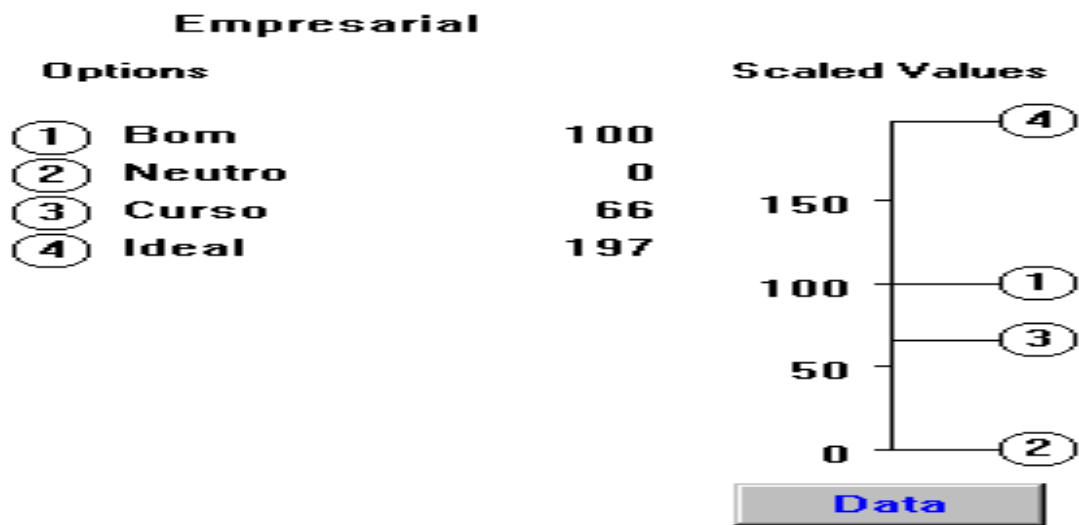 Empresarial
Options
Scaled Values
1 Bom 100
2 Neutro 0
3 Curso 66
4 Ideal 197
4
150
100
1
3
50
0
2
Data